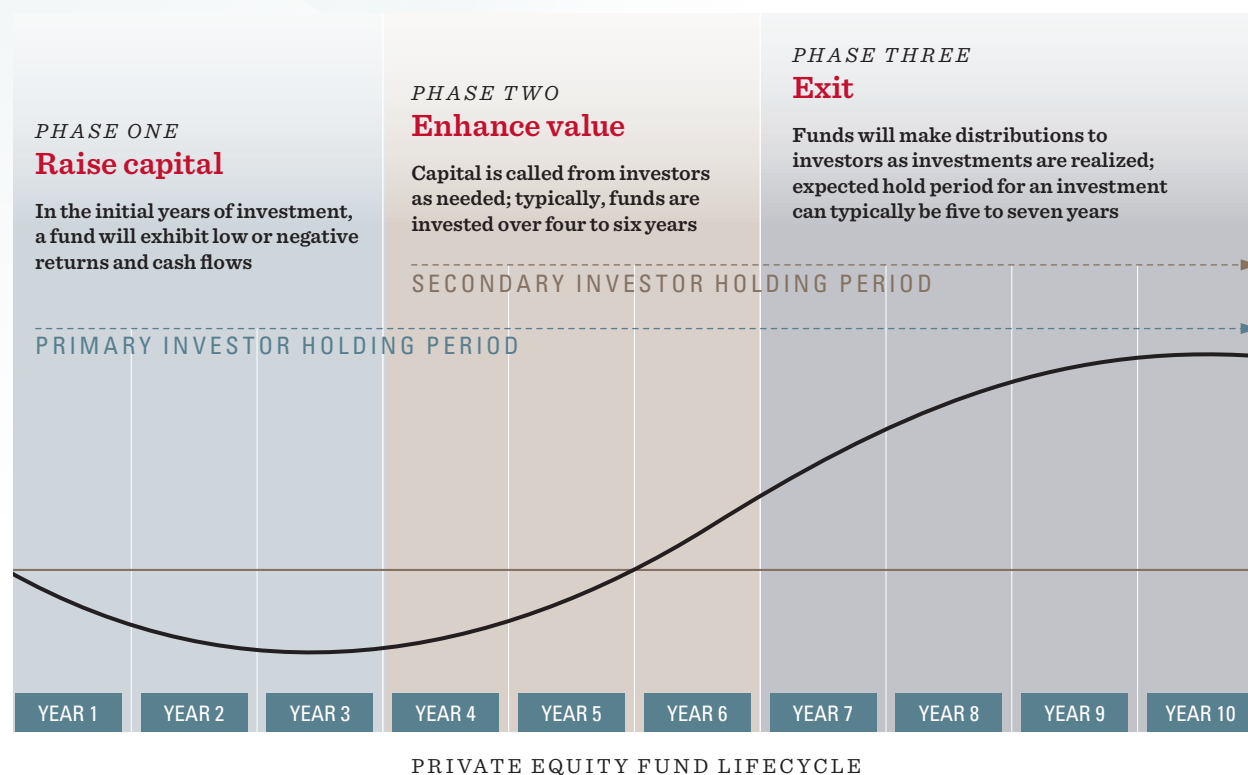 PHASE ONE
Raise capital
In the initial years of investment,
a fund will exhibit low or negative
returns and cash flows
PHASE TWO
Enhance value
Capital is called from investors
as needed; typically, funds are
invested over four to six years
PHASE THREE
Exit
Funds will make distributions to
investors as investments are realized;
expected hold period for an investment
can typically be five to seven years
SECONDARY INVESTOR HOLDING PERIOD
PRIMARY INVESTOR HOLDING PERIOD
YEAR 1
YEAR 2
YEAR 3
YEAR 4
YEAR 5
YEAR 6
YEAR 7
YEAR 8
YEAR 9
YEAR 10
PRIVATE EQUITY FUND LIFECYCLE